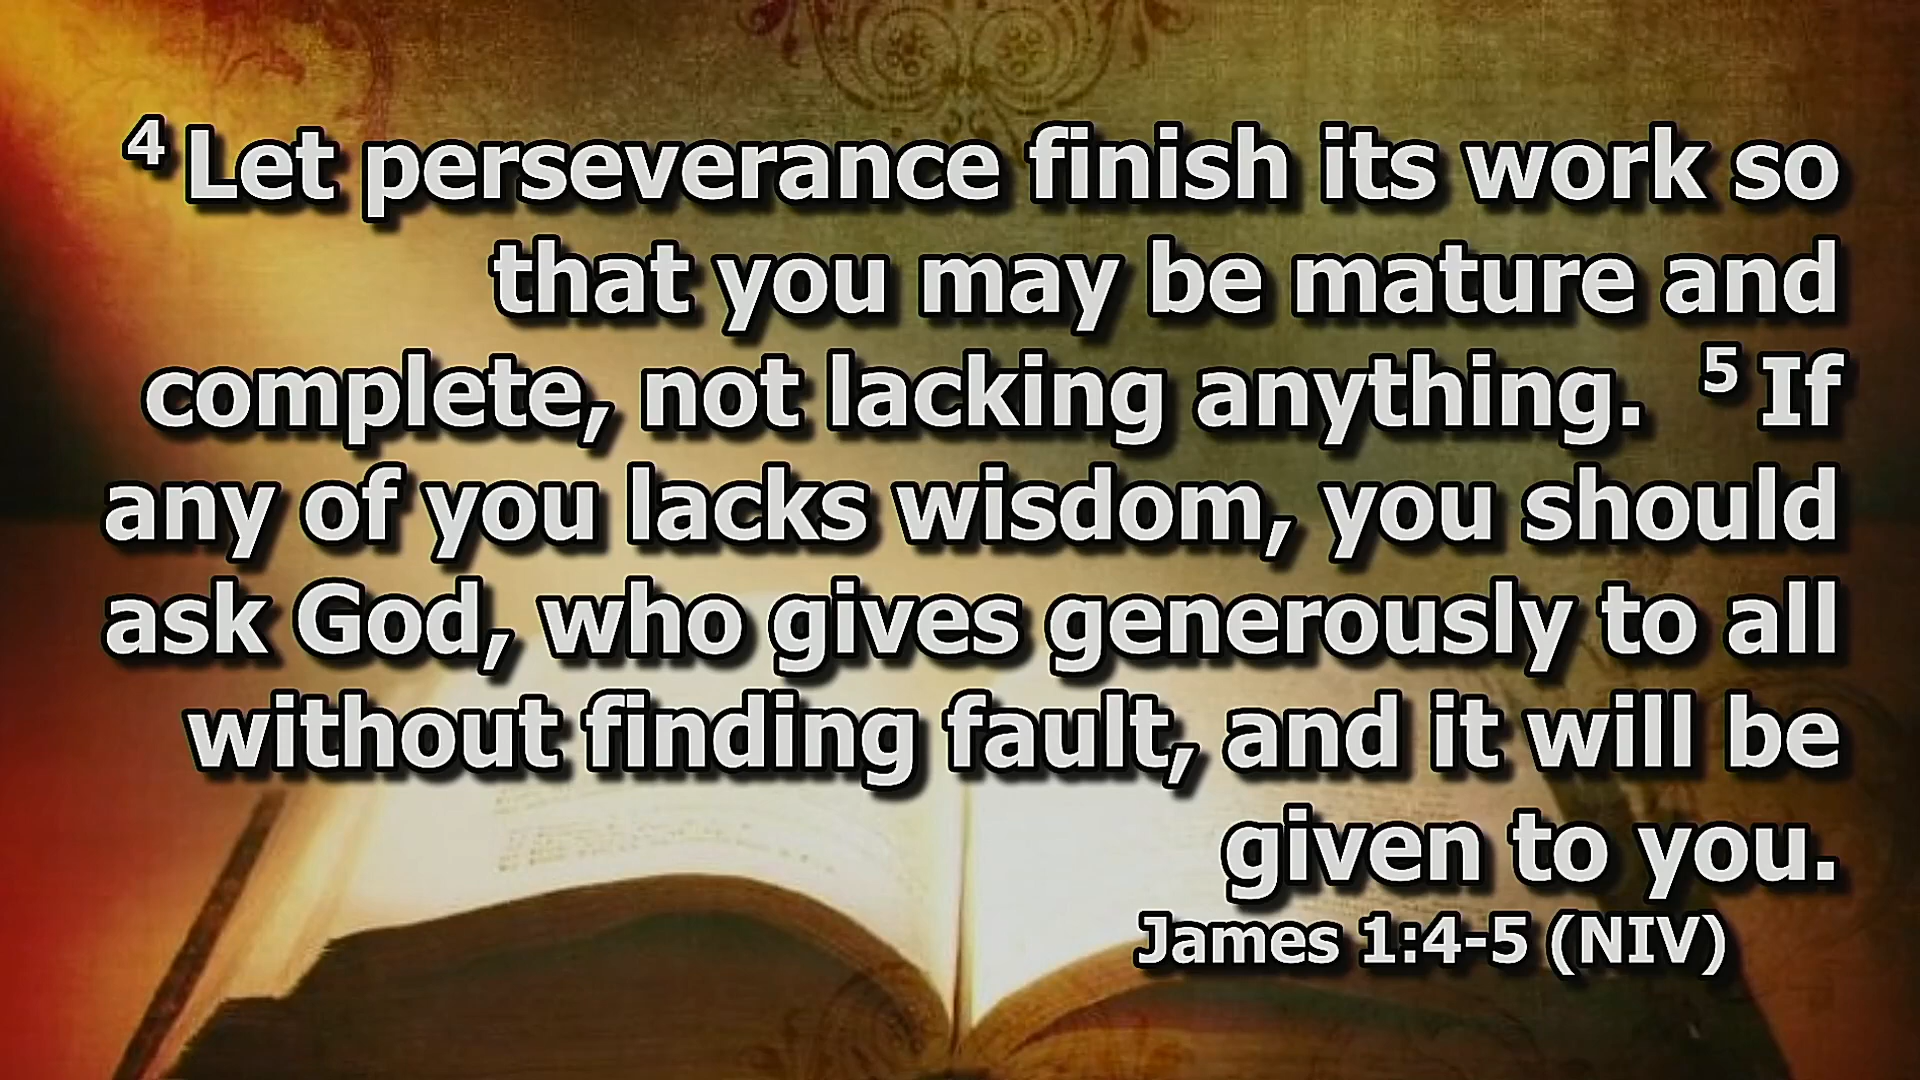 4 Let perseverance finish its work so
that you may be mature and
complete, not lacking anything. 5 If
any of you lacks wisdom, you should
ask God, who gives generously to all
without finding fault, and it will be
given to you.
James 1:4-5 (NIV)